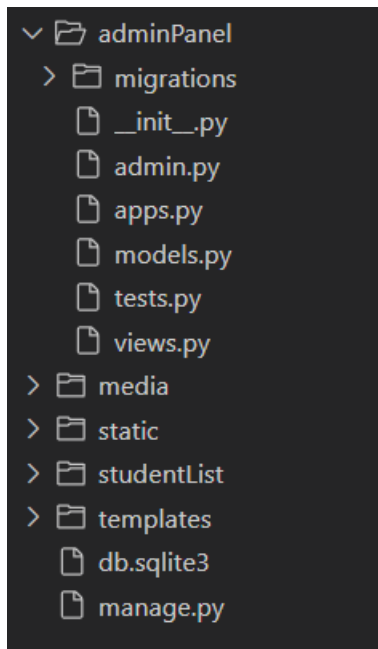 adminPanel
migrations
__init__.py
admin.py
apps.py
models.py
tests.py
views.py
media
static
studentList
templates
db.sqlite3
manage.py